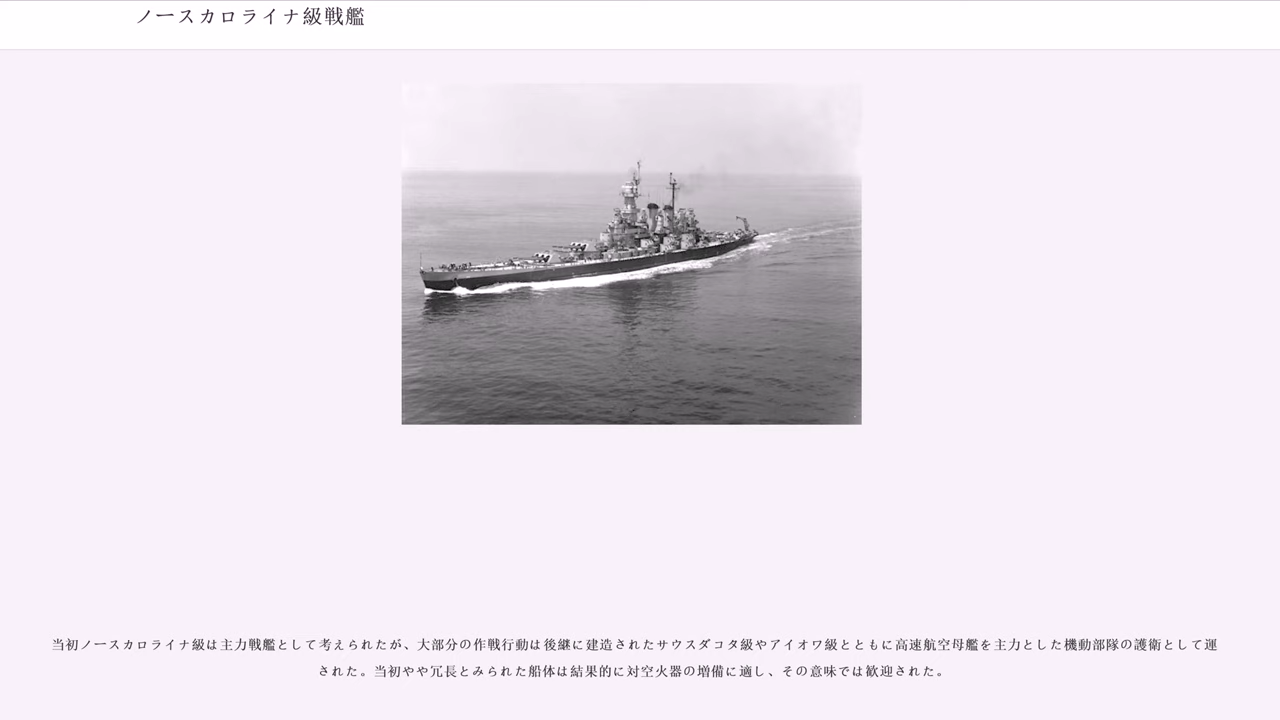 ノースカロライナ級戦艦
当初ノースカロライナ級は主力戦艦として考えられたが、大部分の作戦行動は後継に建造されたサウスダコタ級やアイオワ級とともに高速航空母艦を主力とした機動部隊の護衛として運
された。当初やや冗長とみられた船体は結果的に対空火器の増備に適し、その意味では歓迎された。